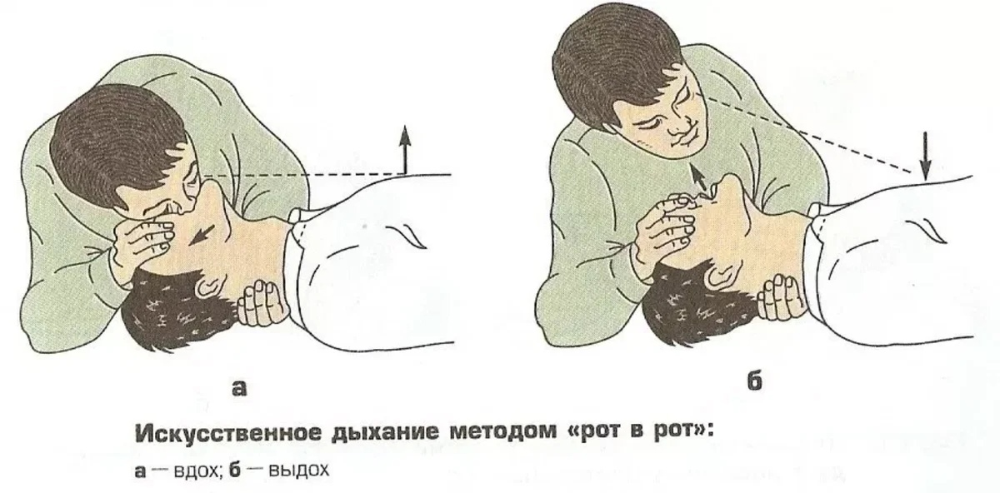 а
б
Искусственное дыхание методом «рот в рот»:
а — вдох; б — выдох